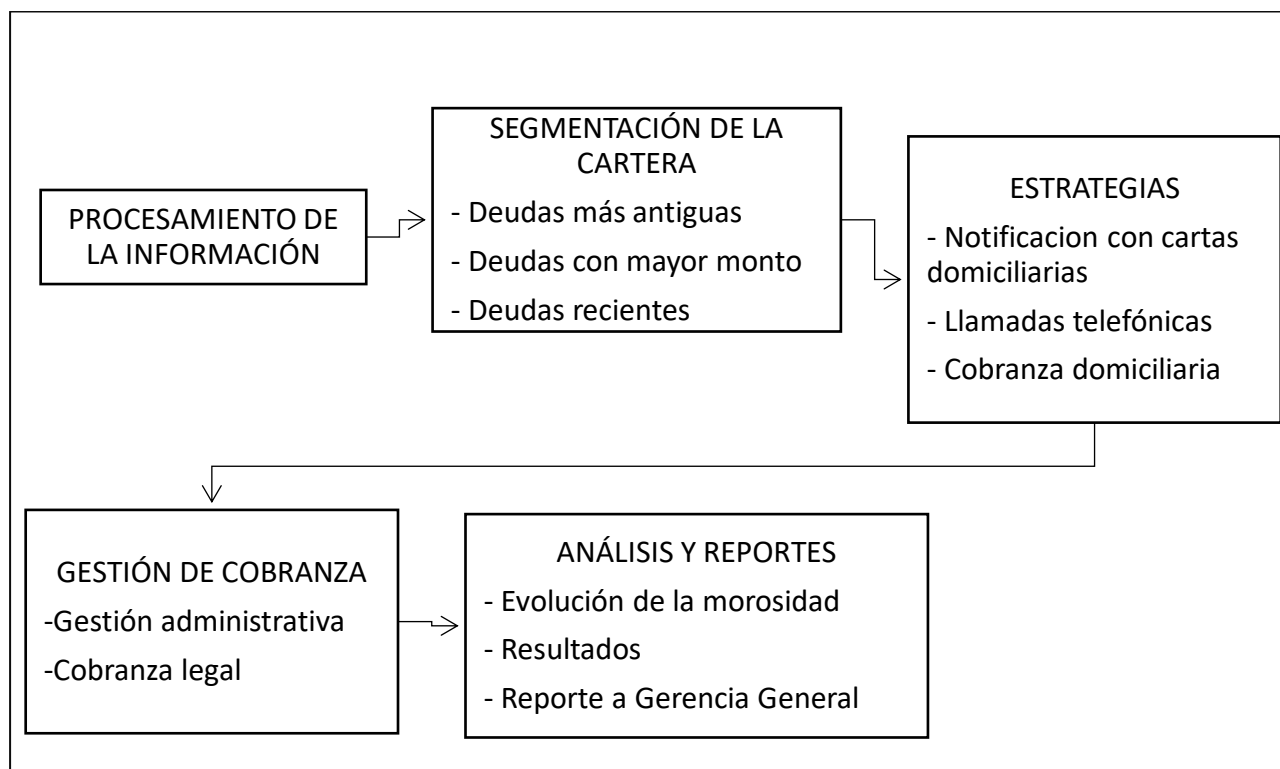 PROCESAMIENTO DE
LA INFORMACIÓN
SEGMENTACIÓN DE LA
CARTERA
- Deudas más antiguas
- Deudas con mayor monto
- Deudas recientes
ESTRATEGIAS
- Notificacion con cartas
domiciliarias
- Llamadas telefónicas
- Cobranza domiciliaria
GESTIÓN DE COBRANZA
-Gestión administrativa
-Cobranza legal
ANÁLISIS Y REPORTES
- Evolución de la morosidad
- Resultados
- Reporte a Gerencia General